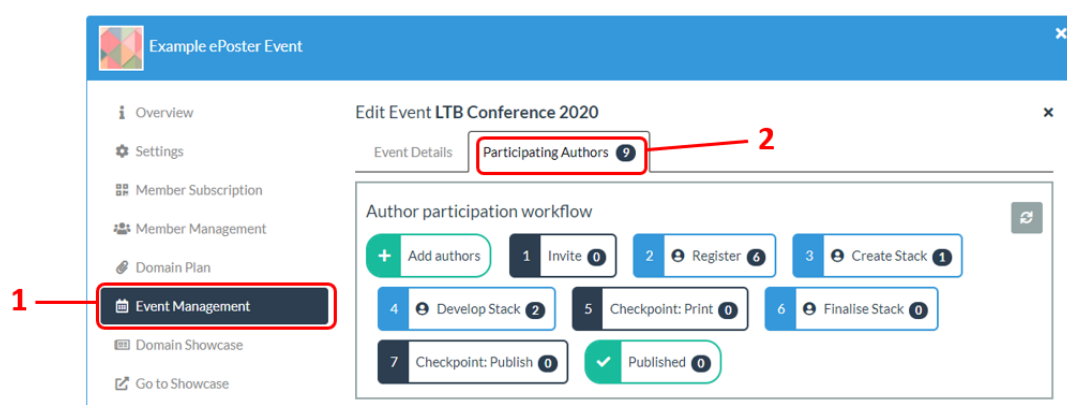 Example ePoster Event
Overview
Settings
Member Subscription
Member Management
Domain Plan
1
Event Management
Domain Showcase
Go to Showcase
Edit Event LTB Conference 2020
Event Details Participating Authors 9
2
Author participation workflow
+ Add authors 1 Invite 0 2 Register 6 3 Create Stack 1
4 Develop Stack 2 5 Checkpoint: Print 0 6 Finalise Stack 0
7 Checkpoint: Publish 0 Published 0